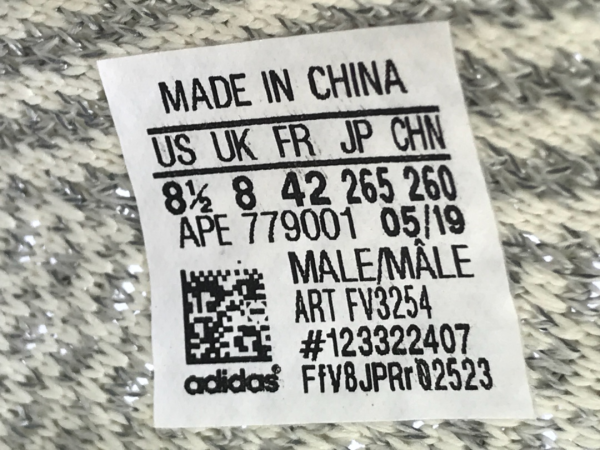 MADE IN CHINA
US UK FR JP CHN
8½ 8 42 265 260
APE 779001 05/19
MALE/MÂLE
ART FV3254
#123322407
adidas® FfV8JPRr02523